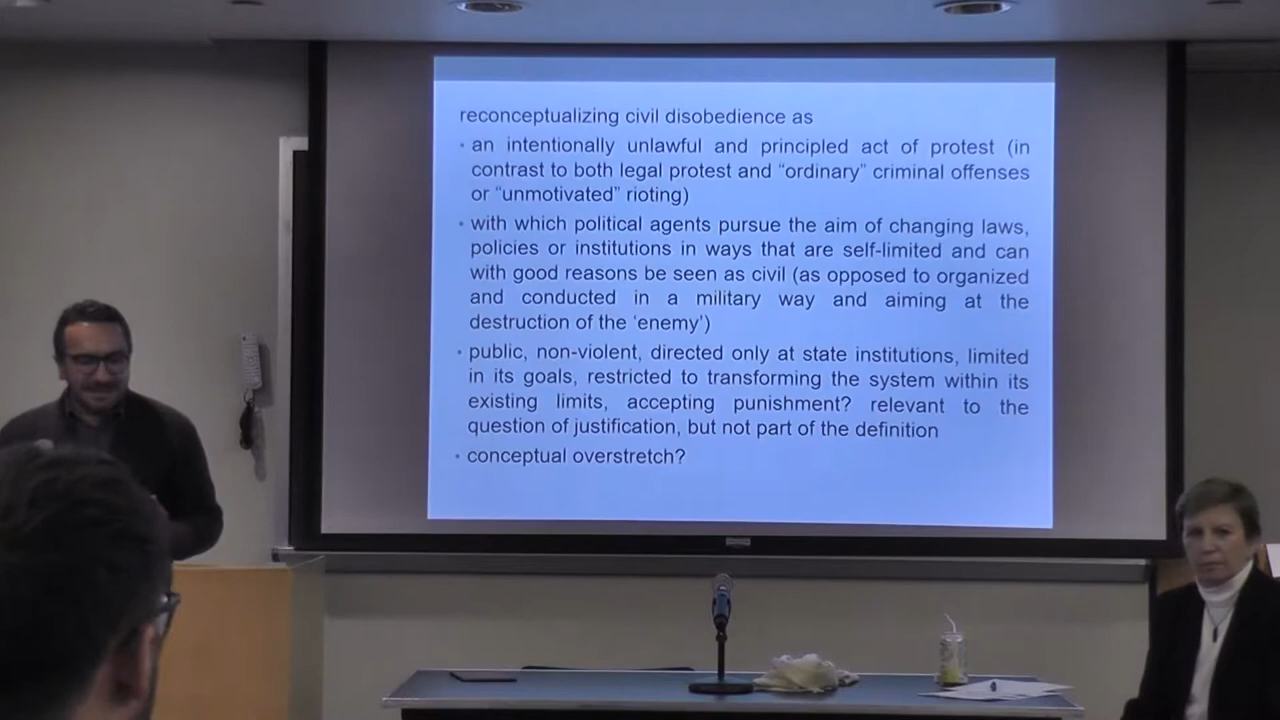 reconceptualizing civil disobedience as
• an intentionally unlawful and principled act of protest (in
contrast to both legal protest and “ordinary” criminal offenses
or “unmotivated” rioting)
• with which political agents pursue the aim of changing laws,
policies or institutions in ways that are self-limited and can
with good reasons be seen as civil (as opposed to organized
and conducted in a military way and aiming at the
destruction of the ‘enemy’)
• public, non-violent, directed only at state institutions, limited
in its goals, restricted to transforming the system within its
existing limits, accepting punishment? relevant to the
question of justification, but not part of the definition
• conceptual overstretch?